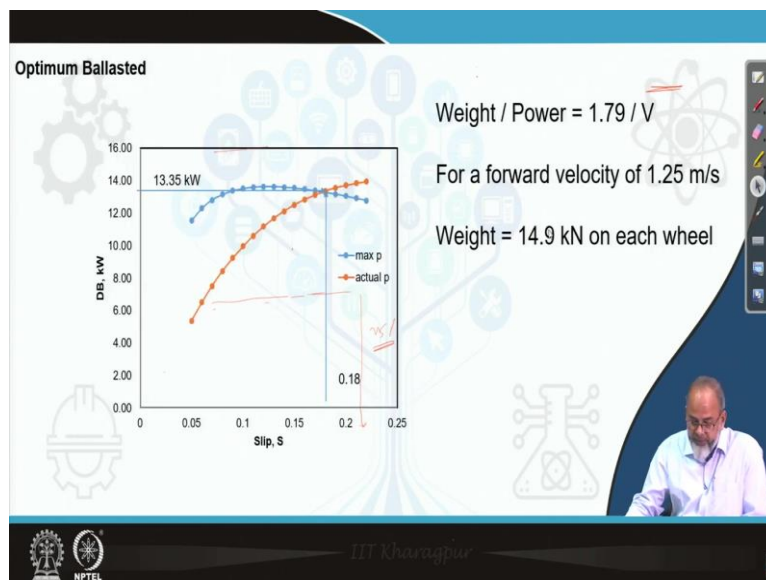 Optimum Ballasted
Weight / Power = 1.79 / V
For a forward velocity of 1.25 m/s
Weight = 14.9 kN on each wheel
16.00
14.00
12.00
10.00
8.00
6.00
4.00
2.00
0.00
DB, kW
13.35 kW
max p
actual p
0.18
0
0.05
0.1
0.15
0.2
0.25
Slip, S
IIT Kharagpur
NPTEL